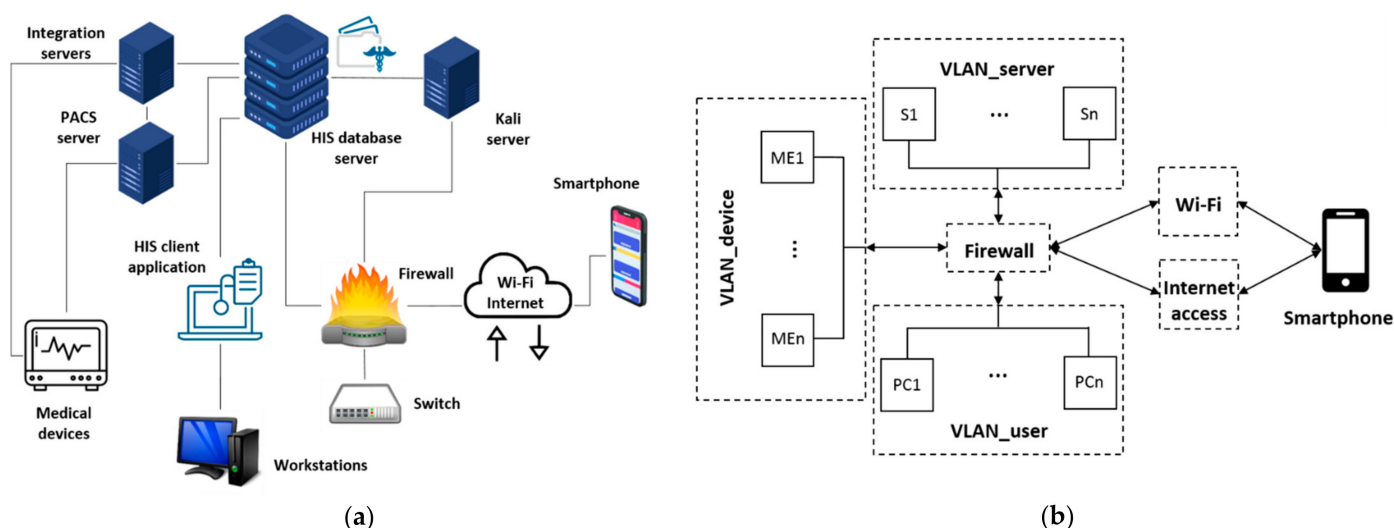 Integration
servers
PACS
server
HIS database
server
Kali
server
Smartphone
HIS client
application
Firewall
Wi-Fi
Internet
i
Medical
devices
Switch
Workstations
(a)
VLAN_server
S1
...
Sn
VLAN_device
ME1
...
MEn
Firewall
Wi-Fi
Internet
access
Smartphone
PC1
...
PCn
VLAN_user
(b)